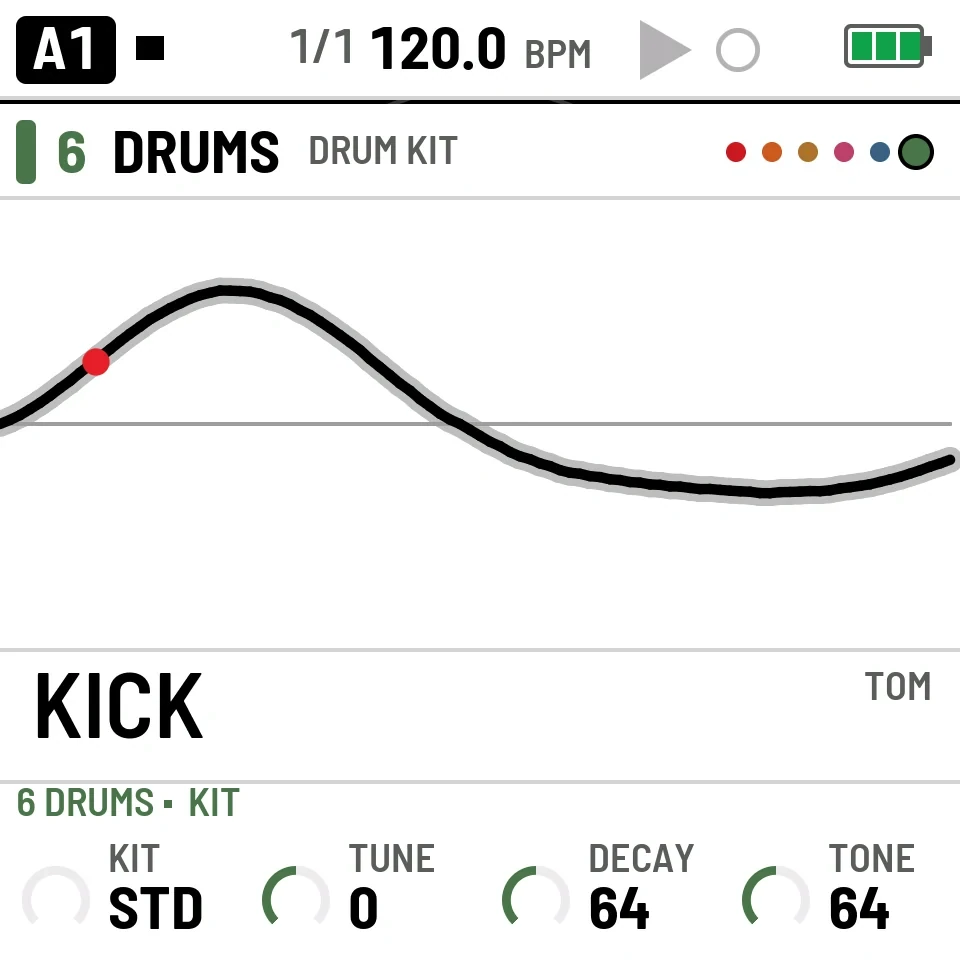 A1 1/1 120.0 BPM
6 DRUMS DRUM KIT
KICK TOM
6 DRUMS · KIT
KIT TUNE DECAY TONE
STD 0 64 64